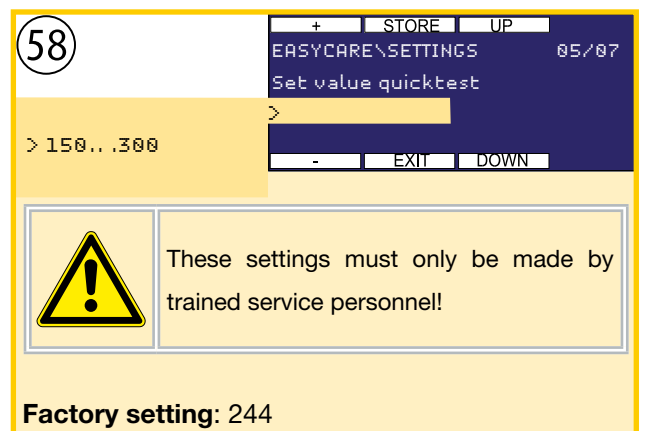 58
+ STORE UP
EASYCARE\SETTINGS 05/07
Set value quicktest
>
- EXIT DOWN
> 150...300
These settings must only be made by
trained service personnel!
Factory setting: 244